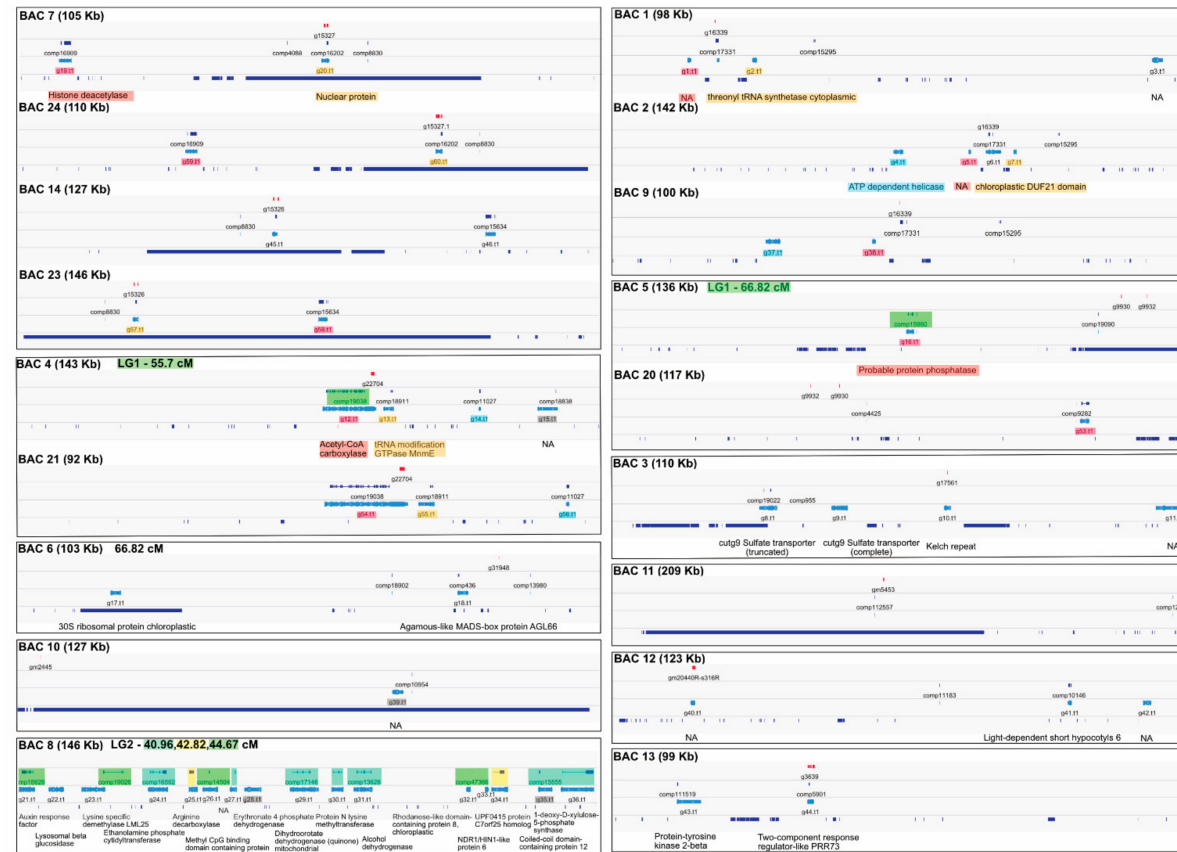 BAC 7 (105 Kb)
g15327
comp16909 comp4088 comp16202 comp8830
g19.t1 g20.t1
Histone deacetylase Nuclear protein
BAC 24 (110 Kb)
g15327.1
comp16909 comp16202 comp8830
g59.t1 g60.t1
BAC 14 (127 Kb)
g15326
comp8830 comp15634
g45.t1 g46.t1
BAC 23 (146 Kb)
g15326
comp8830 comp15634
g57.t1 g58.t1
BAC 4 (143 Kb) LG1 - 55.7 cM
g22704
comp19038 comp18911 comp11027 comp18838
g12.t1 g13.t1 g14.t1 g15.t1
Acetyl-CoA carboxylase tRNA modification GTPase MnmE NA
BAC 21 (92 Kb)
g22704
comp19038 comp18911 comp11027
g54.t1 g55.t1 g56.t1
BAC 6 (103 Kb) 66.82 cM
g31948
comp18902 comp436 comp13980
g17.t1 g18.t1
30S ribosomal protein chloroplastic Agamous-like MADS-box protein AGL66
BAC 10 (127 Kb)
gm2445
comp10954
g39.t1
NA
BAC 8 (146 Kb) LG2 - 40.96,42.82,44.67 cM
comp14504 comp17146 comp13628 comp47366 comp15555
g21.t1 g22.t1 g23.t1 g24.t1 g25.t1 g26.t1 g27.t1 g28.t1 g29.t1 g30.t1 g31.t1 g32.t1 g33.t1 g34.t1 g35.t1 g36.t1
NA
Auxin response factor
Lysosomal beta glucosidase
Lysine specific demethylase LML25
Ethanolamine phosphate cytidyltransferase
Arginine decarboxylase
Methyl CpG binding domain containing protein
Erythronate 4 phosphate dehydrogenase
Dihydroorotate dehydrogenase (quinone) mitochondrial
Protein N lysine methyltransferase
Alcohol dehydrogenase
Rhodanese-like domain-containing protein 8, chloroplastic
NDR1/HIN1-like protein 6
UPF0415 protein C7orf25 homolog
1-deoxy-D-xylulose-5-phosphate synthase
Coiled-coil domain-containing protein 12
BAC 1 (98 Kb)
g16339
comp17331 comp15295
g1.t1 g2.t1 g3.t1
NA threonyl tRNA synthetase cytoplasmic NA
BAC 2 (142 Kb)
g16339
comp17331 comp15295
g4.t1 g5.t1 g6.t1 g7.t1
ATP dependent helicase NA chloroplastic DUF21 domain
BAC 9 (100 Kb)
g16339
comp17331 comp15295
g37.t1 g38.t1
BAC 5 (136 Kb) LG1 - 66.82 cM
g9930 g9932
comp19090
g16.t1
Probable protein phosphatase
BAC 20 (117 Kb)
g9932 g9930
comp4425 comp9282
g53.t1
BAC 3 (110 Kb)
g17561
comp19022 comp955
g8.t1 g9.t1 g10.t1 g11.
cutg9 Sulfate transporter (truncated) cutg9 Sulfate transporter (complete) Kelch repeat NA
BAC 11 (209 Kb)
gm5453
comp112557 comp12
BAC 12 (123 Kb)
gm20440R-s316R
comp11183 comp10146
g40.t1 g41.t1 g42.t1
NA Light-dependent short hypocotyls 6 NA
BAC 13 (99 Kb)
g3639
comp111519 comp5901
g43.t1 g44.t1
Protein-tyrosine kinase 2-beta Two-component response regulator-like PRR73